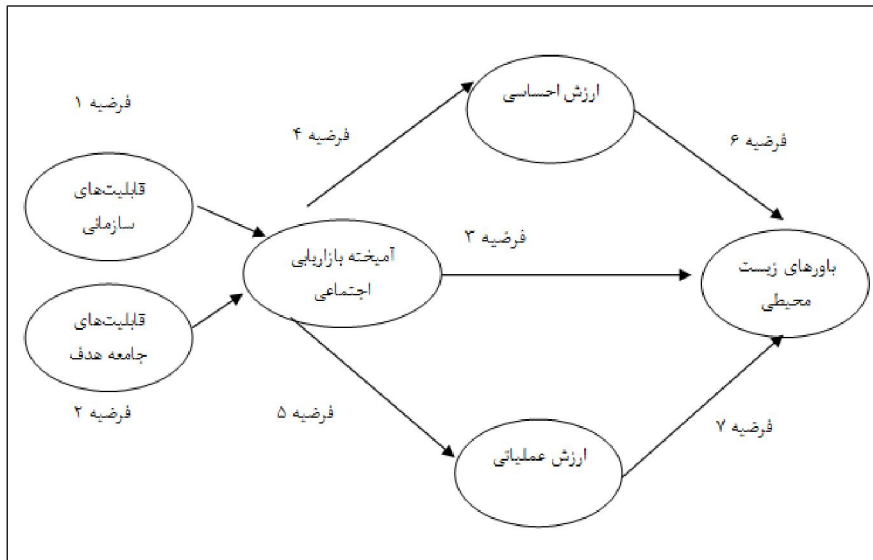 ارزش احساسی
فرضیه ۱
فرضیه ۴
فرضیه ۶
قابلیت‌های
سازمانی
فرضیه ۳
آمیخته بازاریابی
اجتماعی
باورهای زیست
محیطی
قابلیت‌های
جامعه هدف
فرضیه ۲
فرضیه ۵
فرضیه ۷
ارزش عملیاتی